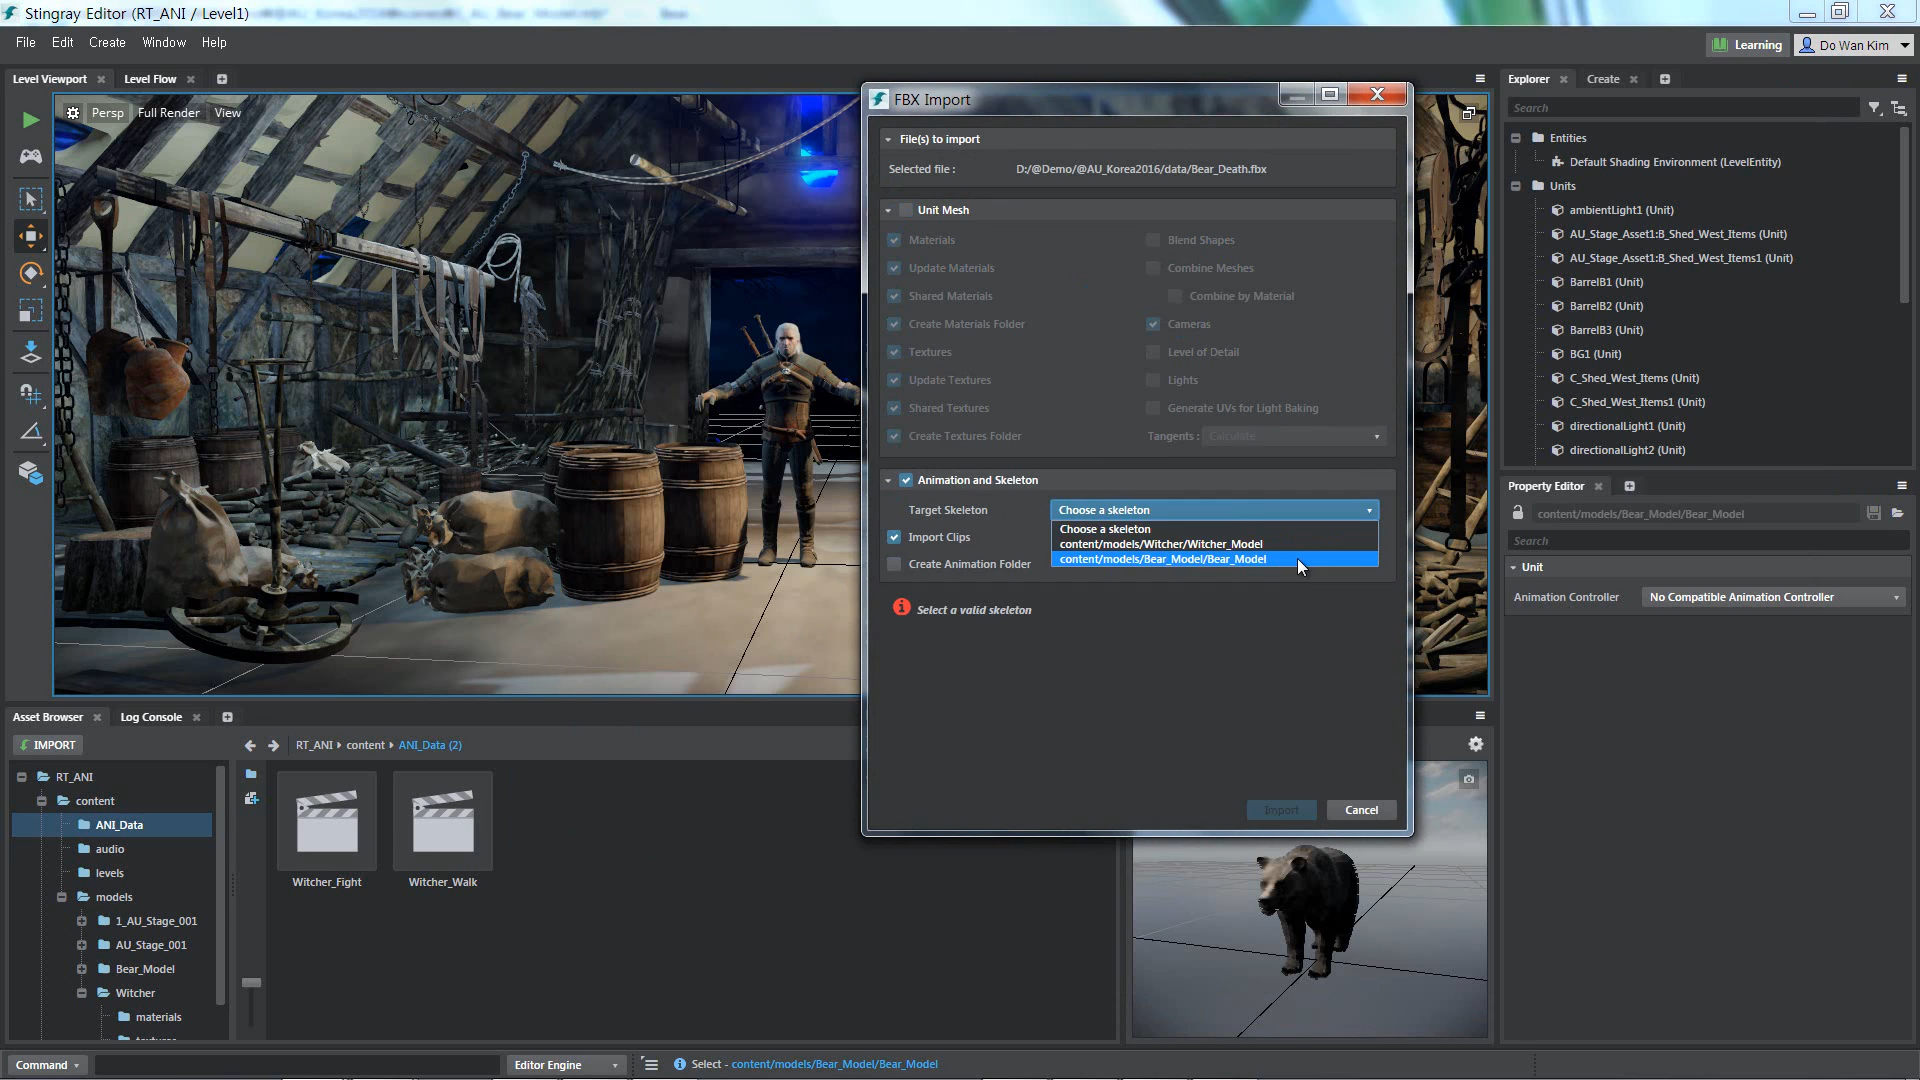 Stingray Editor (RT_ANI / Level1)
File Edit Create Window Help
Learning
Do Wan Kim
Level Viewport
Level Flow
Persp
Full Render
View
FBX Import
File(s) to import
Selected file :
D:/@Demo/@AU_Korea2016/data/Bear_Death.fbx
Unit Mesh
Materials
Blend Shapes
Update Materials
Combine Meshes
Shared Materials
Combine by Material
Create Materials Folder
Cameras
Textures
Level of Detail
Update Textures
Lights
Shared Textures
Generate UVs for Light Baking
Create Textures Folder
Tangents :
Calculate
Animation and Skeleton
Target Skeleton
Choose a skeleton
Choose a skeleton
Import Clips
content/models/Witcher/Witcher_Model
content/models/Bear_Model/Bear_Model
Create Animation Folder
Select a valid skeleton
Import
Cancel
Explorer
Create
Search
Entities
Default Shading Environment (LevelEntity)
Units
ambientLight1 (Unit)
AU_Stage_Asset1:B_Shed_West_Items (Unit)
AU_Stage_Asset1:B_Shed_West_Items1 (Unit)
BarrelB1 (Unit)
BarrelB2 (Unit)
BarrelB3 (Unit)
BG1 (Unit)
C_Shed_West_Items (Unit)
C_Shed_West_Items1 (Unit)
directionalLight1 (Unit)
directionalLight2 (Unit)
Property Editor
content/models/Bear_Model/Bear_Model
Search
Unit
Animation Controller
No Compatible Animation Controller
Asset Browser
Log Console
IMPORT
RT_ANI
content
ANI_Data (2)
RT_ANI
content
ANI_Data
audio
levels
models
1_AU_Stage_001
AU_Stage_001
Bear_Model
Witcher
materials
Witcher_Fight
Witcher_Walk
Command
Editor Engine
Select - content/models/Bear_Model/Bear_Model